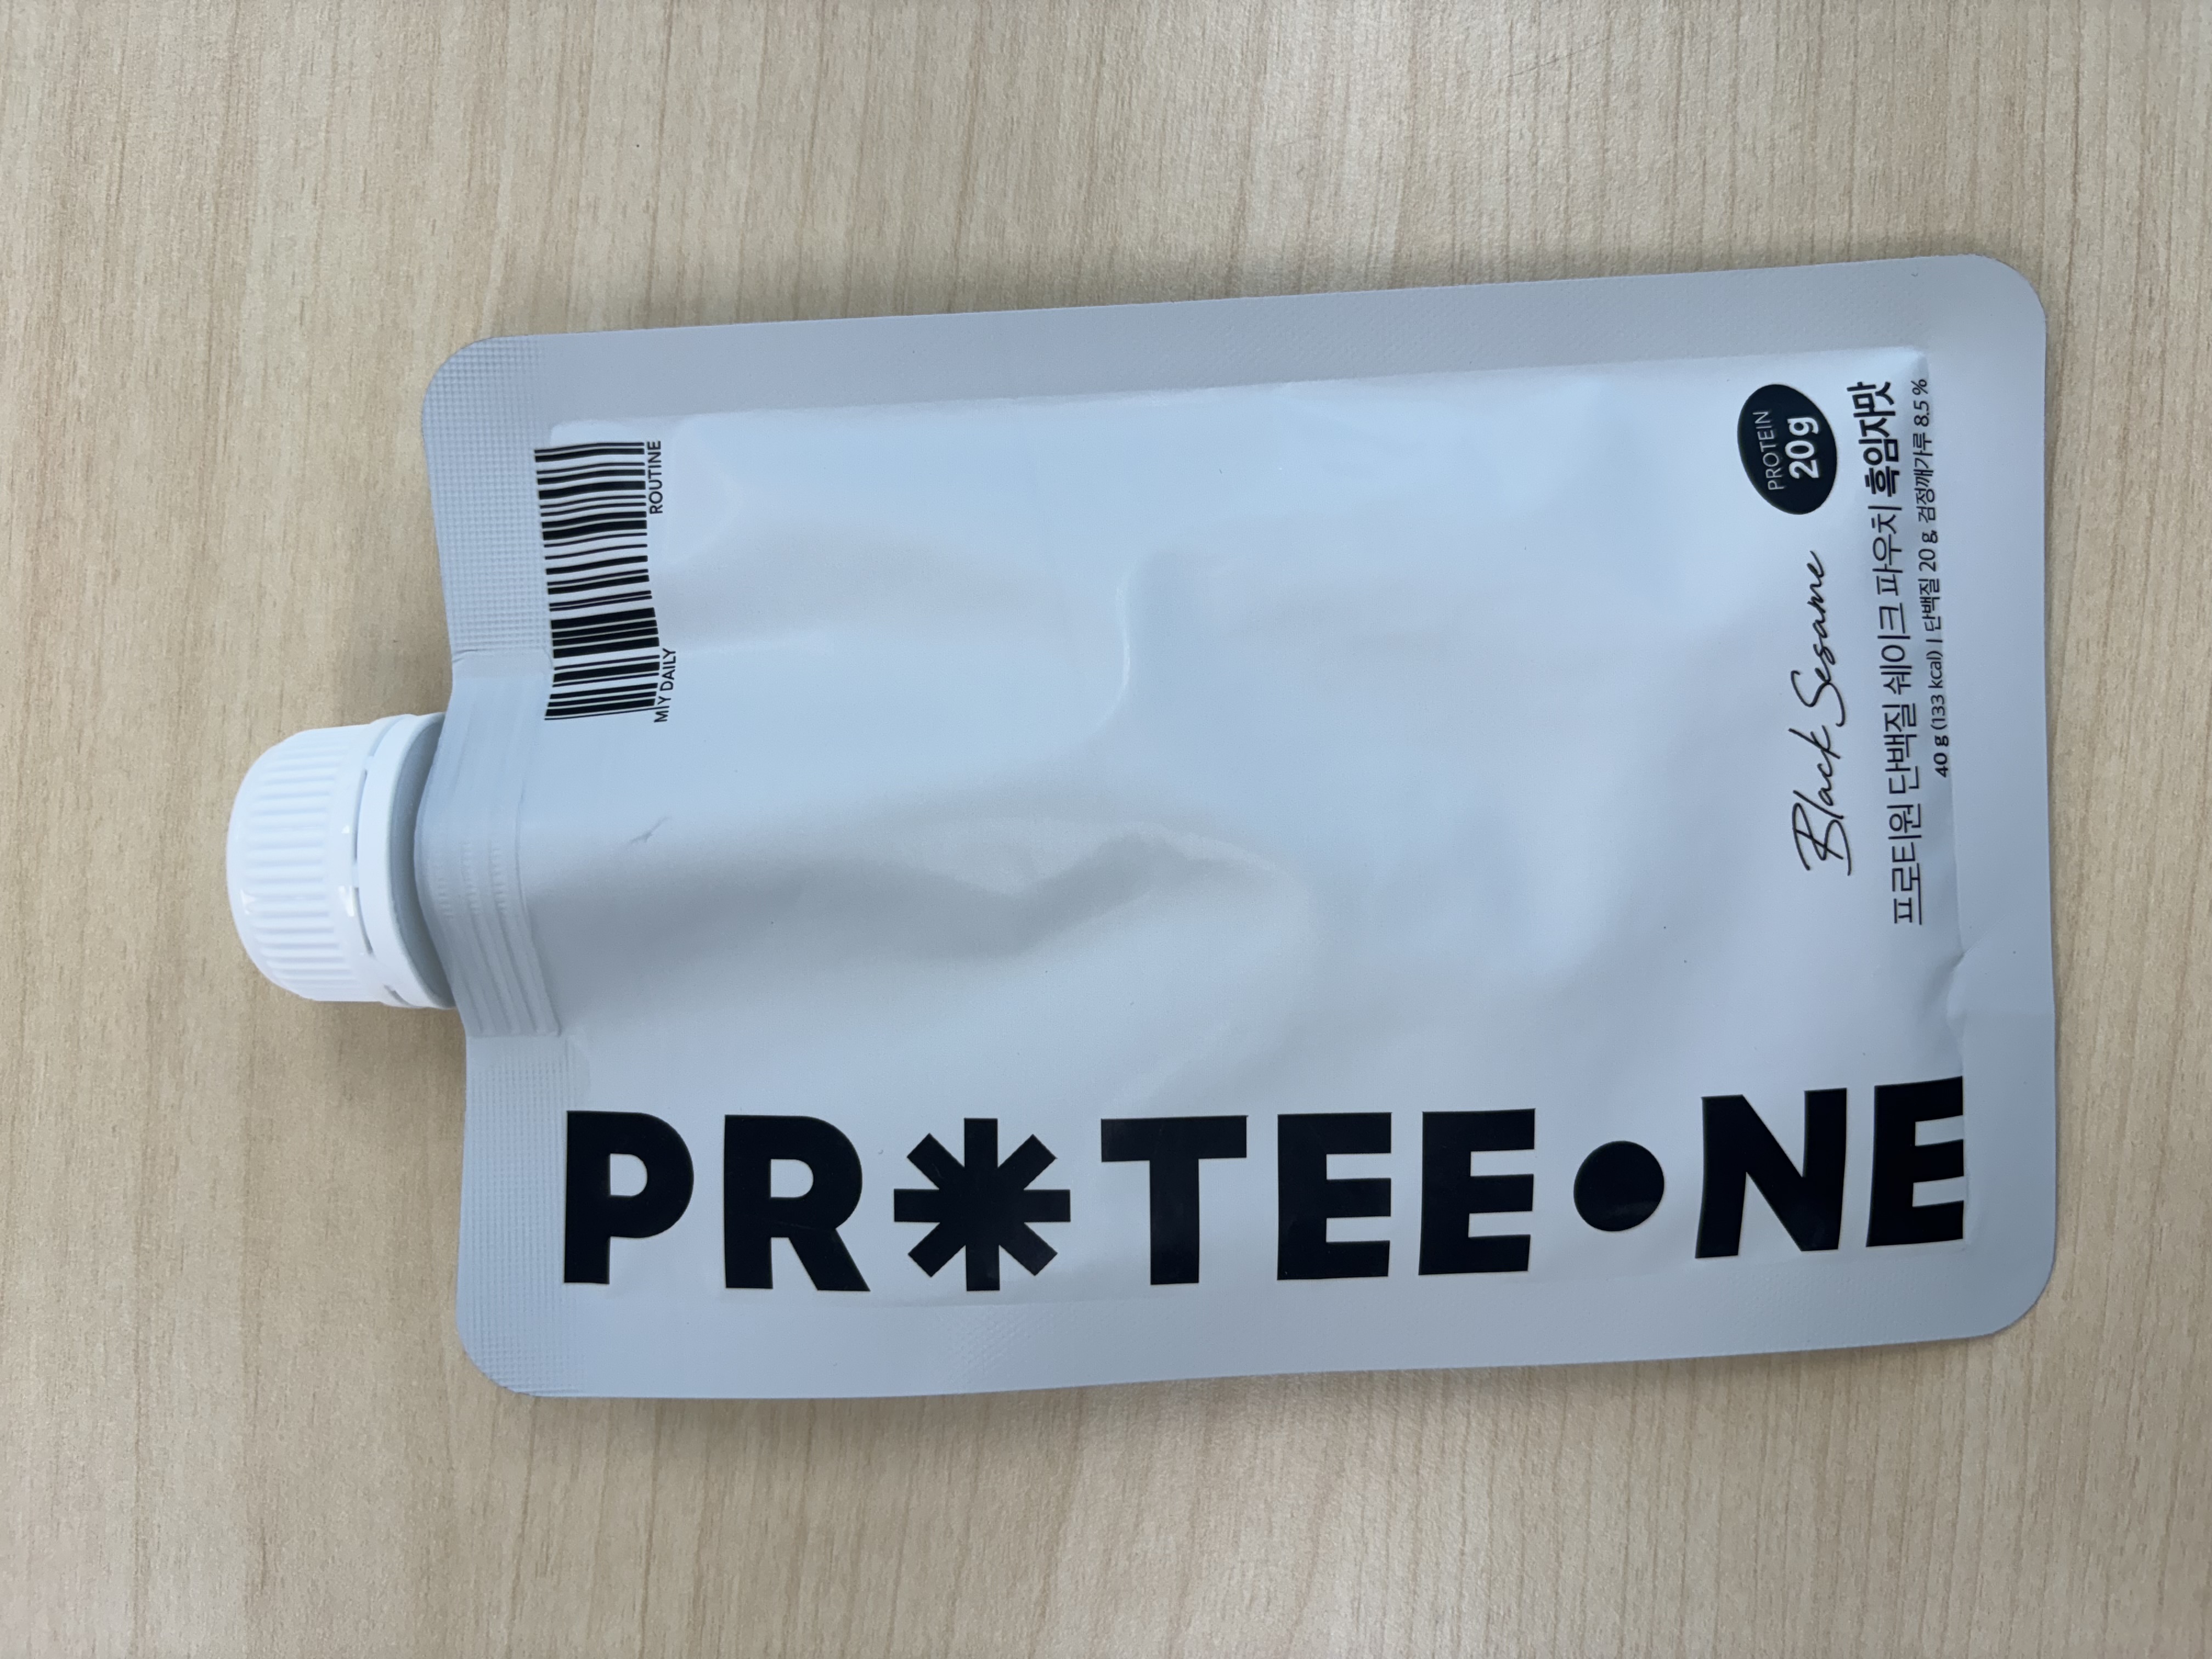 PR*TEE•NE
MY DAILY
ROUTINE
Black Sesame
PROTEIN
20g
프로티원 단백질 쉐이크 파우치 흑임자맛
40 g (133 kcal) | 단백질 20 g, 검정깨가루 8.5 %